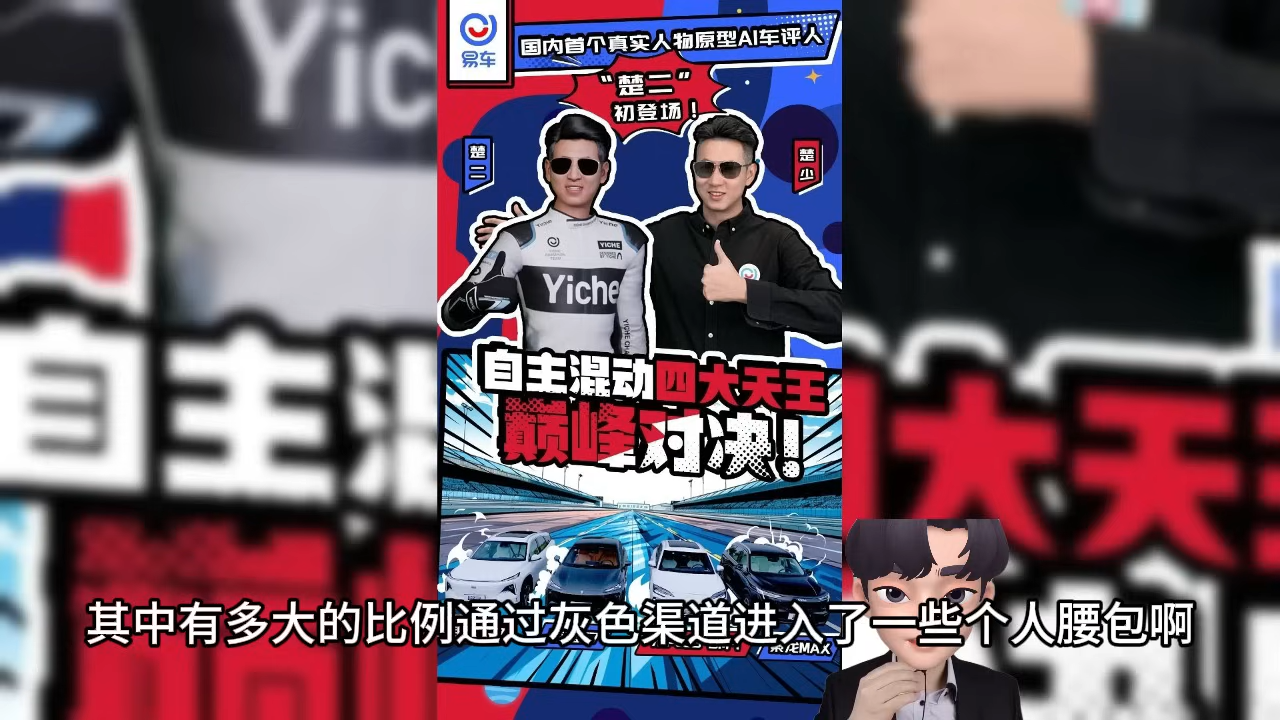 易车
国内首个真实人物原型AI车评人
“楚二”
初登场！
楚二
楚少
YICHE
Yiche
自主混动四大天王
巅峰对决！
其中有多大的比例通过灰色渠道进入了一些个人腰包啊